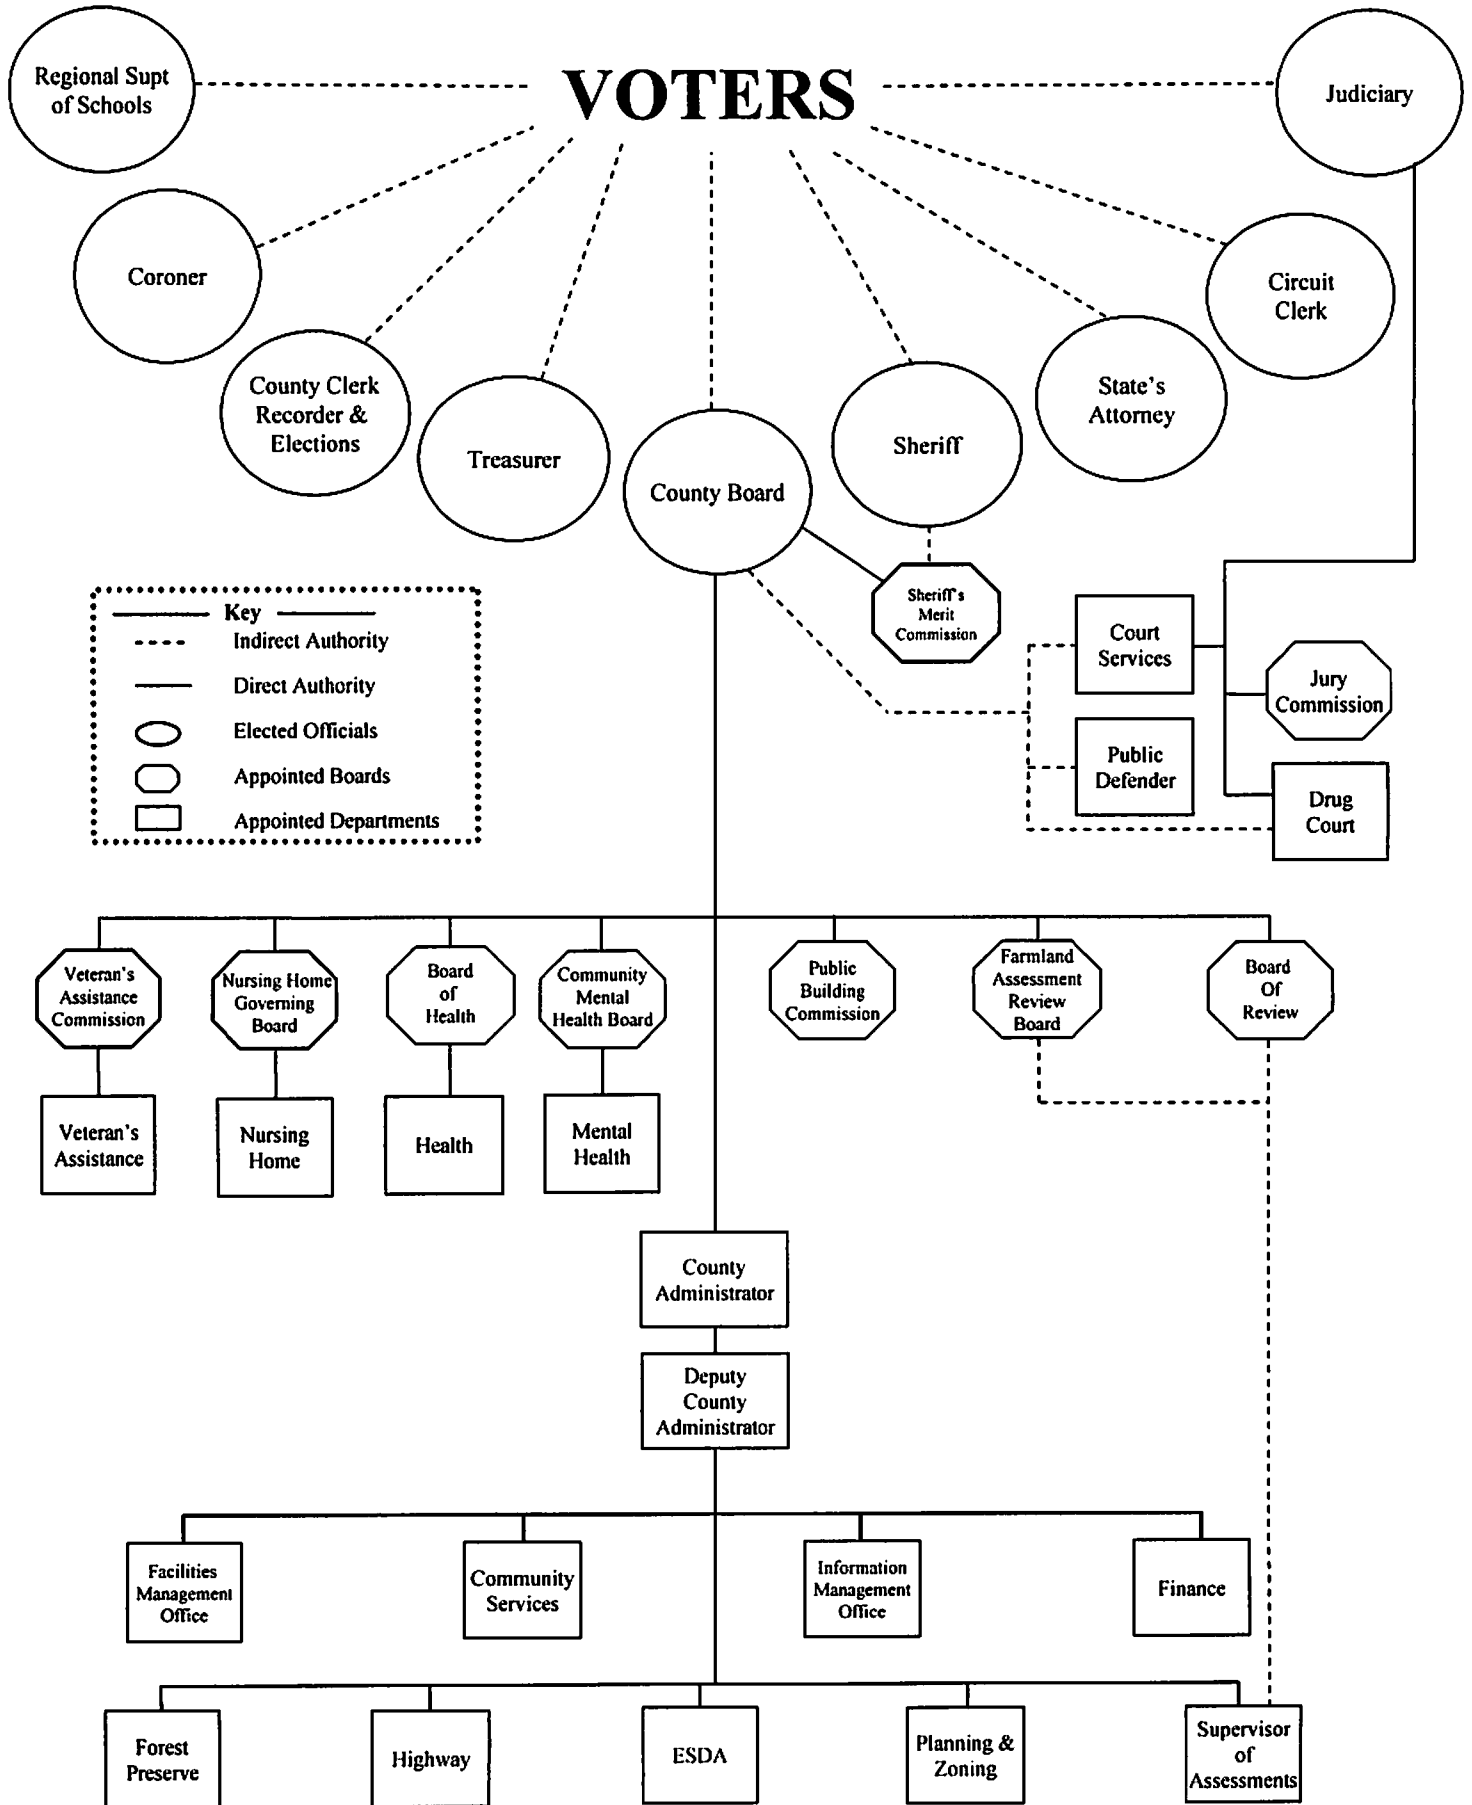 VOTERS
Regional Supt
of Schools
Judiciary
Coroner
Circuit
Clerk
County Clerk
Recorder &
Elections
State's
Attorney
Treasurer
Sheriff
County Board
Sheriff's
Merit
Commission
Key
Indirect Authority
Direct Authority
Elected Officials
Appointed Boards
Appointed Departments
Court
Services
Jury
Commission
Public
Defender
Drug
Court
Veteran's
Assistance
Commission
Nursing Home
Governing
Board
Board
of
Health
Community
Mental
Health Board
Public
Building
Commission
Farmland
Assessment
Review
Board
Board
Of
Review
Veteran's
Assistance
Nursing
Home
Health
Mental
Health
County
Administrator
Deputy
County
Administrator
Facilities
Management
Office
Community
Services
Information
Management
Office
Finance
Forest
Preserve
Highway
ESDA
Planning &
Zoning
Supervisor
of
Assessments